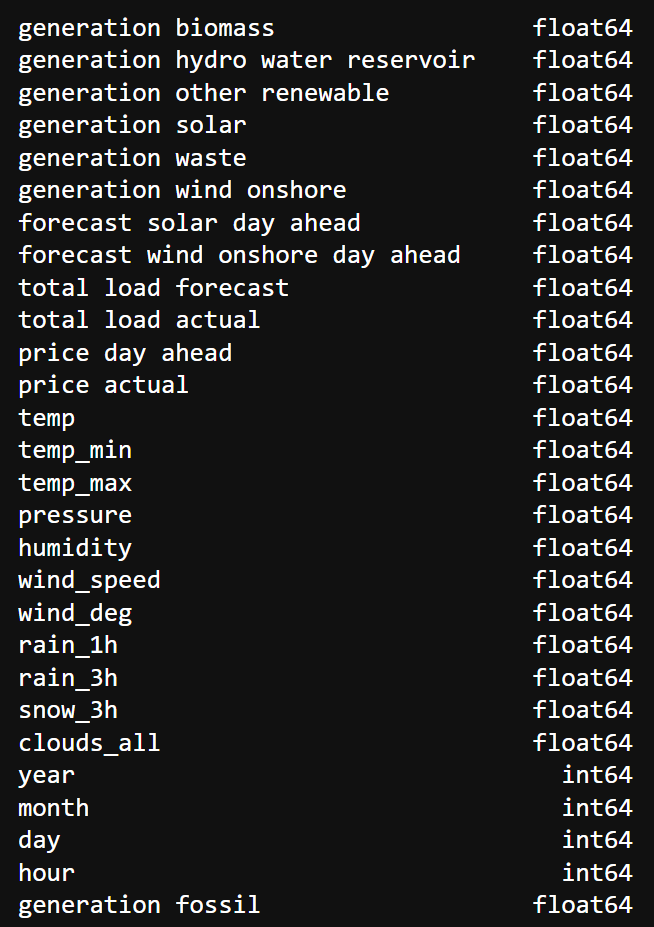 generation biomass float64
generation hydro water reservoir float64
generation other renewable float64
generation solar float64
generation waste float64
generation wind onshore float64
forecast solar day ahead float64
forecast wind onshore day ahead float64
total load forecast float64
total load actual float64
price day ahead float64
price actual float64
temp float64
temp_min float64
temp_max float64
pressure float64
humidity float64
wind_speed float64
wind_deg float64
rain_1h float64
rain_3h float64
snow_3h float64
clouds_all float64
year int64
month int64
day int64
hour int64
generation fossil float64